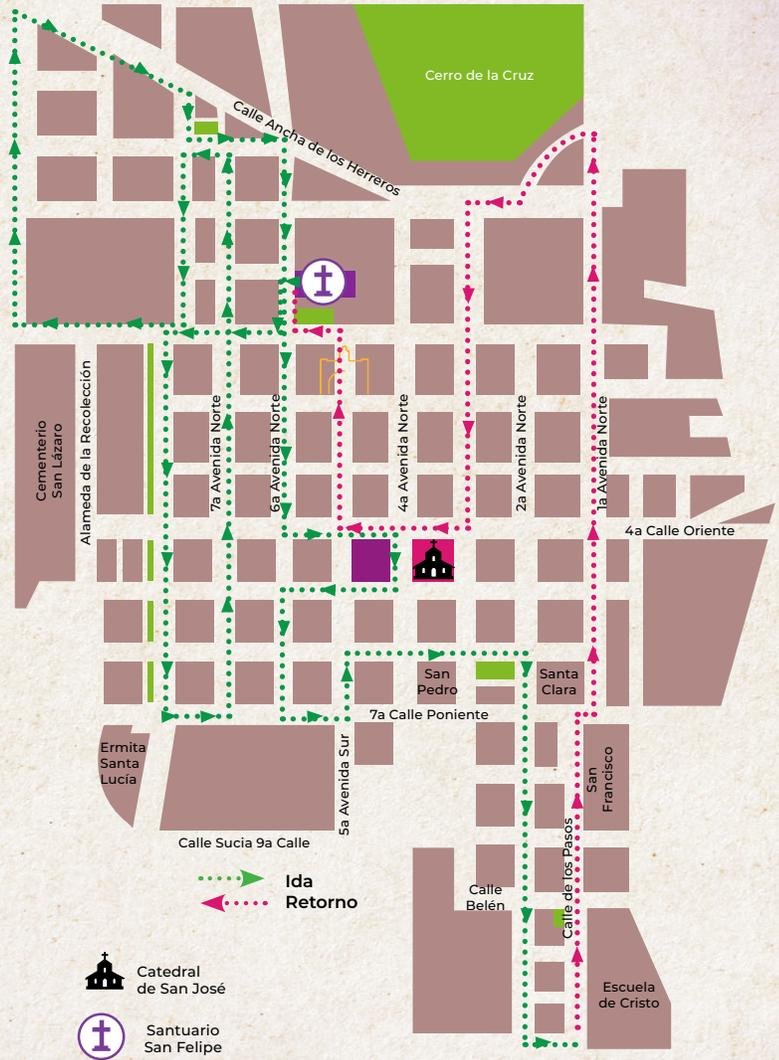 Cerro de la Cruz
Calle Ancha de los Herreros
Cementerio
San Lázaro
Alameda de la Recolección
7a Avenida Norte
6a Avenida Norte
4a Avenida Norte
2a Avenida Norte
1a Avenida Norte
4a Calle Oriente
San
Pedro
Santa
Clara
7a Calle Poniente
Ermita
Santa
Lucía
5a Avenida Sur
San
Francisco
Calle Sucia 9a Calle
Calle de los Pasos
Calle
Belén
Ida
Retorno
Catedral
de San José
Escuela
de Cristo
Santuario
San Felipe